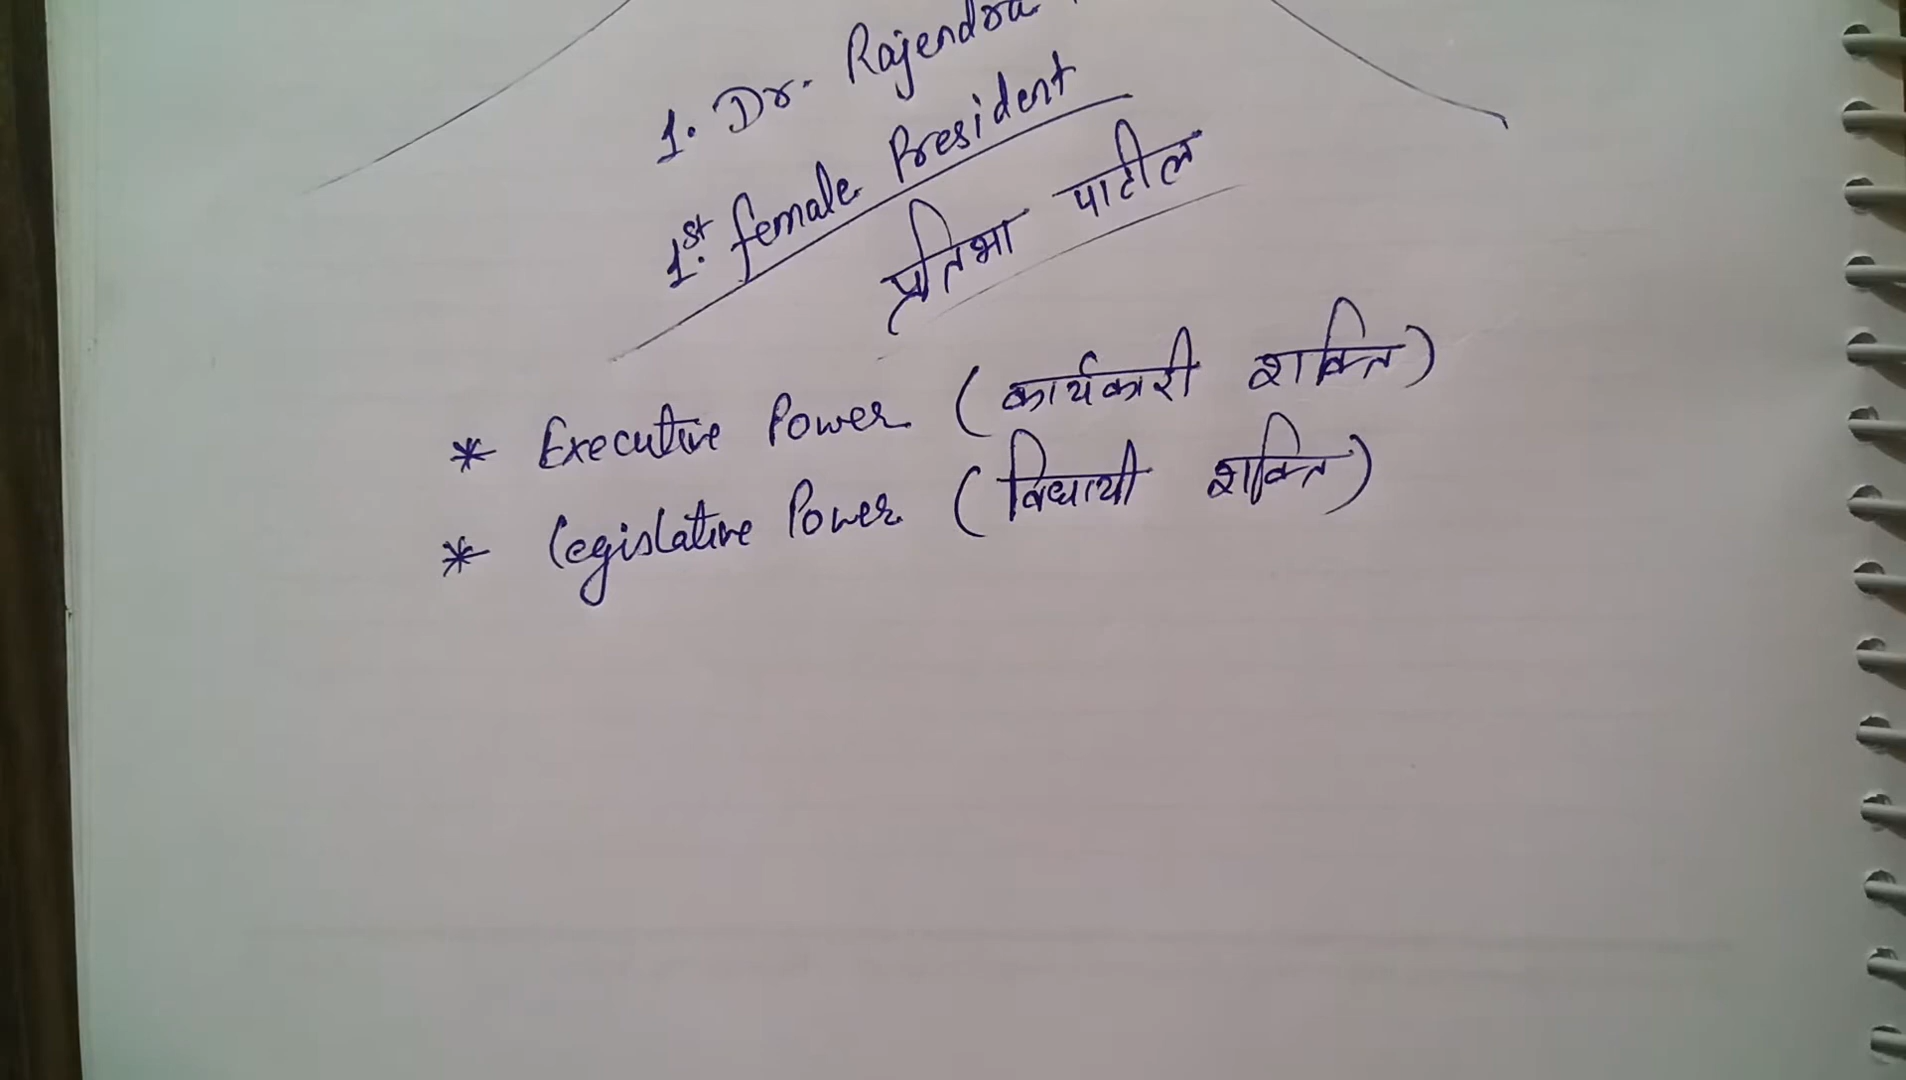 1. Dr. Rajendra
1st. female President
प्रतिभा पाटील
* Executive Power (कार्यकारी शक्ति)
* legislative Power (विधायी शक्ति)